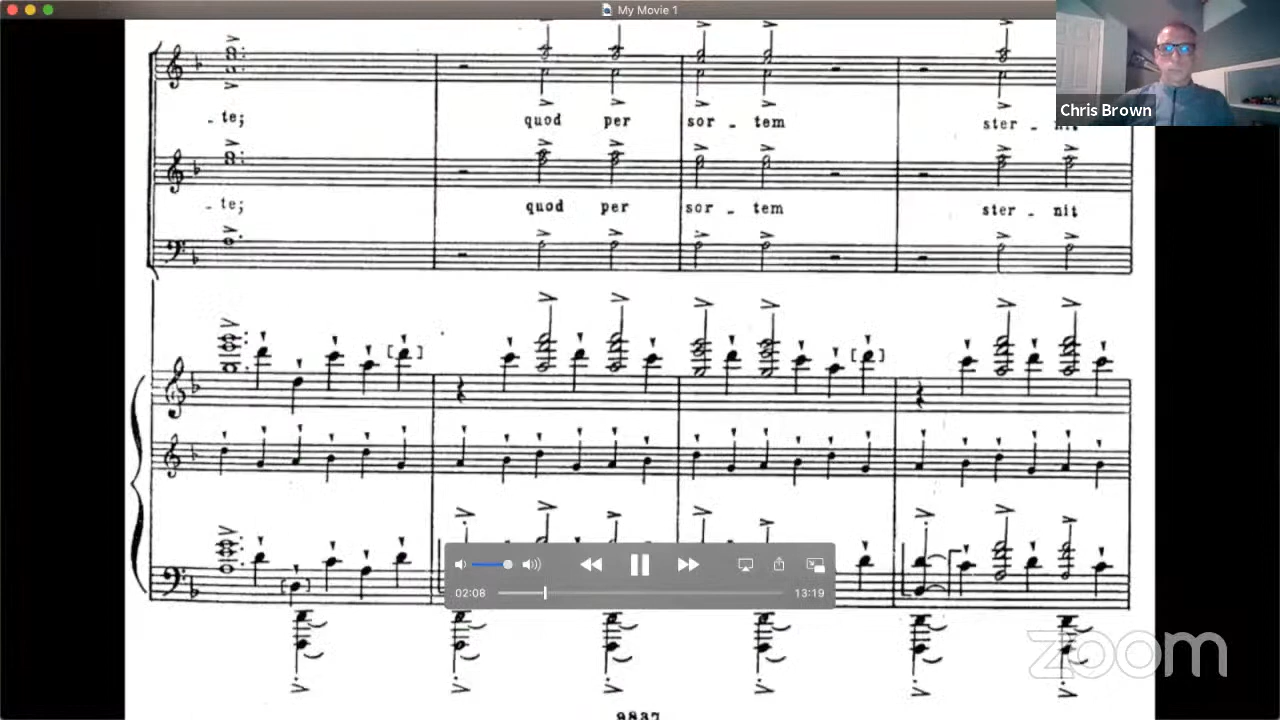 My Movie 1
Chris Brown
- te; quod per sor - tem ster - nit
- te; quod per sor - tem ster - nit
02:08 13:19
zoom
9837